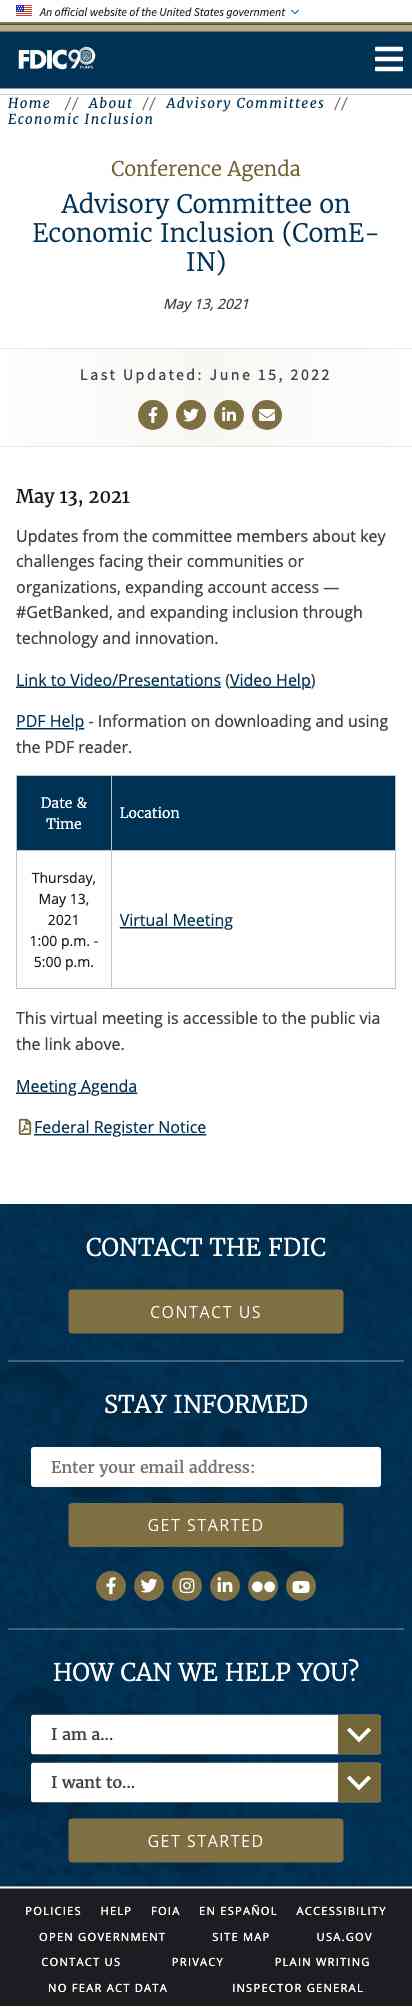 An official website of the United States government
FDIC 90 YEARS
Home // About // Advisory Committees //
Economic Inclusion
Conference Agenda
Advisory Committee on
Economic Inclusion (ComE-
IN)
May 13, 2021
Last Updated: June 15, 2022
May 13, 2021
Updates from the committee members about key
challenges facing their communities or
organizations, expanding account access —
#GetBanked, and expanding inclusion through
technology and innovation.
Link to Video/Presentations (Video Help)
PDF Help - Information on downloading and using
the PDF reader.
Date &
Time
Location
Thursday,
May 13,
2021
1:00 p.m. -
5:00 p.m.
Virtual Meeting
This virtual meeting is accessible to the public via
the link above.
Meeting Agenda
Federal Register Notice
CONTACT THE FDIC
CONTACT US
STAY INFORMED
Enter your email address:
GET STARTED
HOW CAN WE HELP YOU?
I am a...
I want to...
GET STARTED
POLICIES HELP FOIA EN ESPAÑOL ACCESSIBILITY
OPEN GOVERNMENT SITE MAP USA.GOV
CONTACT US PRIVACY PLAIN WRITING
NO FEAR ACT DATA INSPECTOR GENERAL